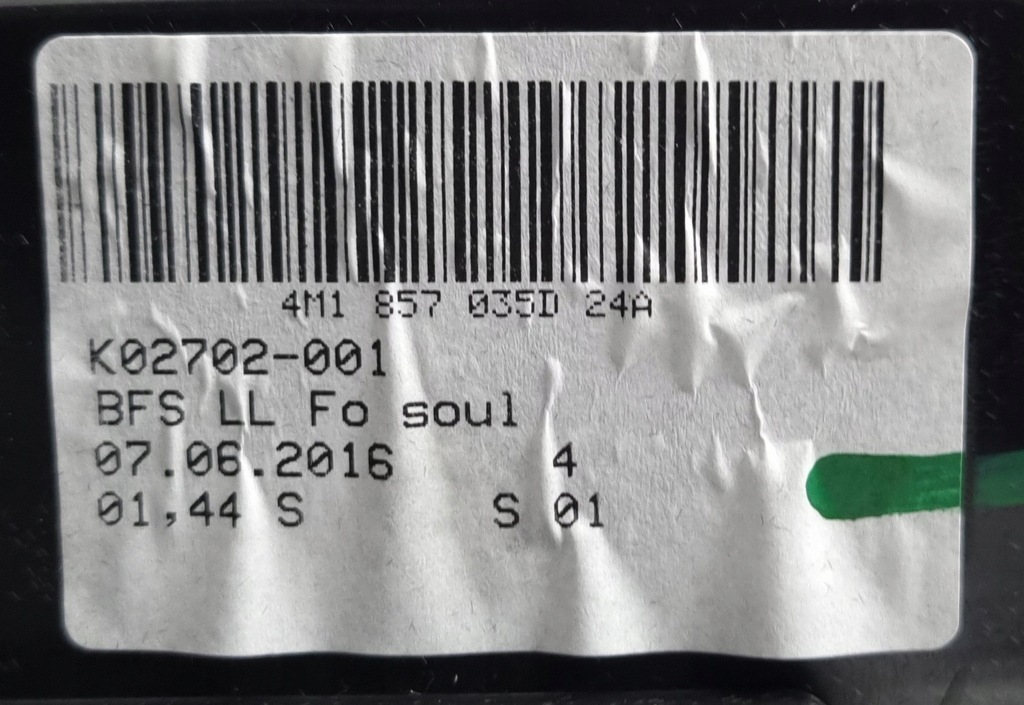 4M1 857 035D 24A
K02702-001
BFS LL Fo soul
07.06.2016 4
01,44 S S 01